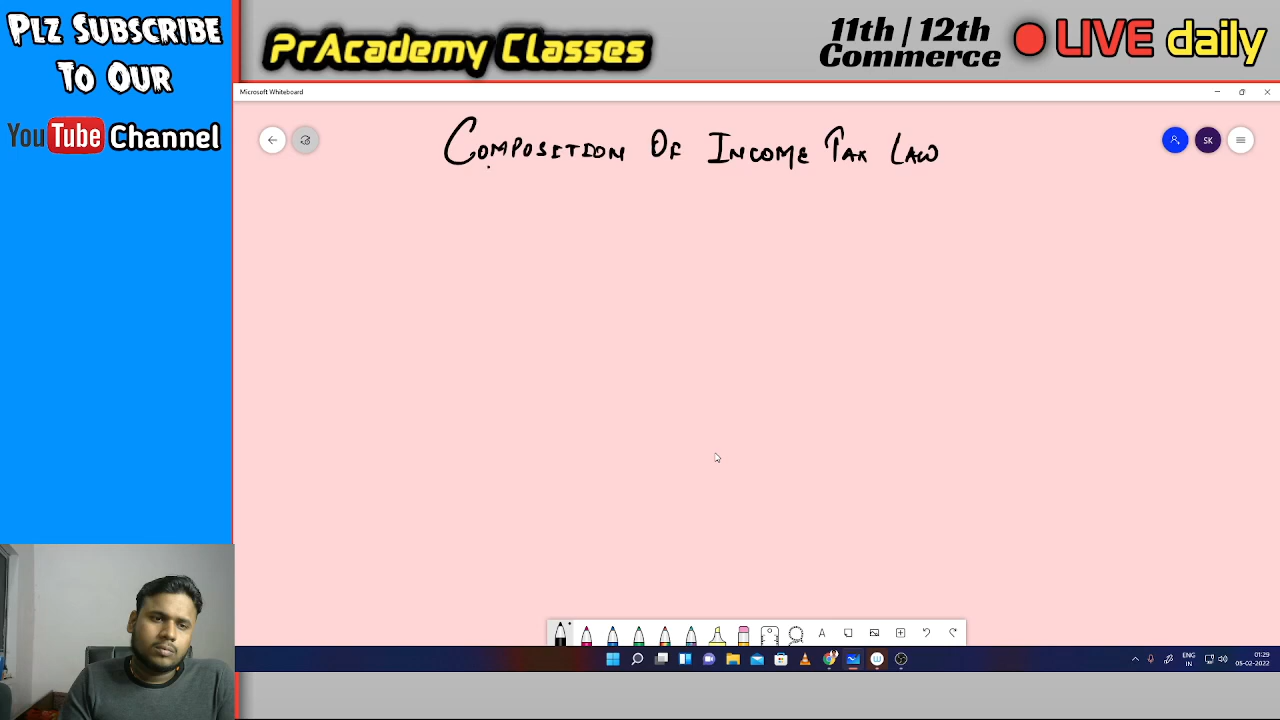 Plz Subscribe
To Our
YouTube Channel
PrAcademy Classes
11th | 12th
Commerce
LIVE daily
Microsoft Whiteboard
SK
COMPOSITION OF INCOME TAX LAW
A
ENG
IN
01:29
05-02-2022